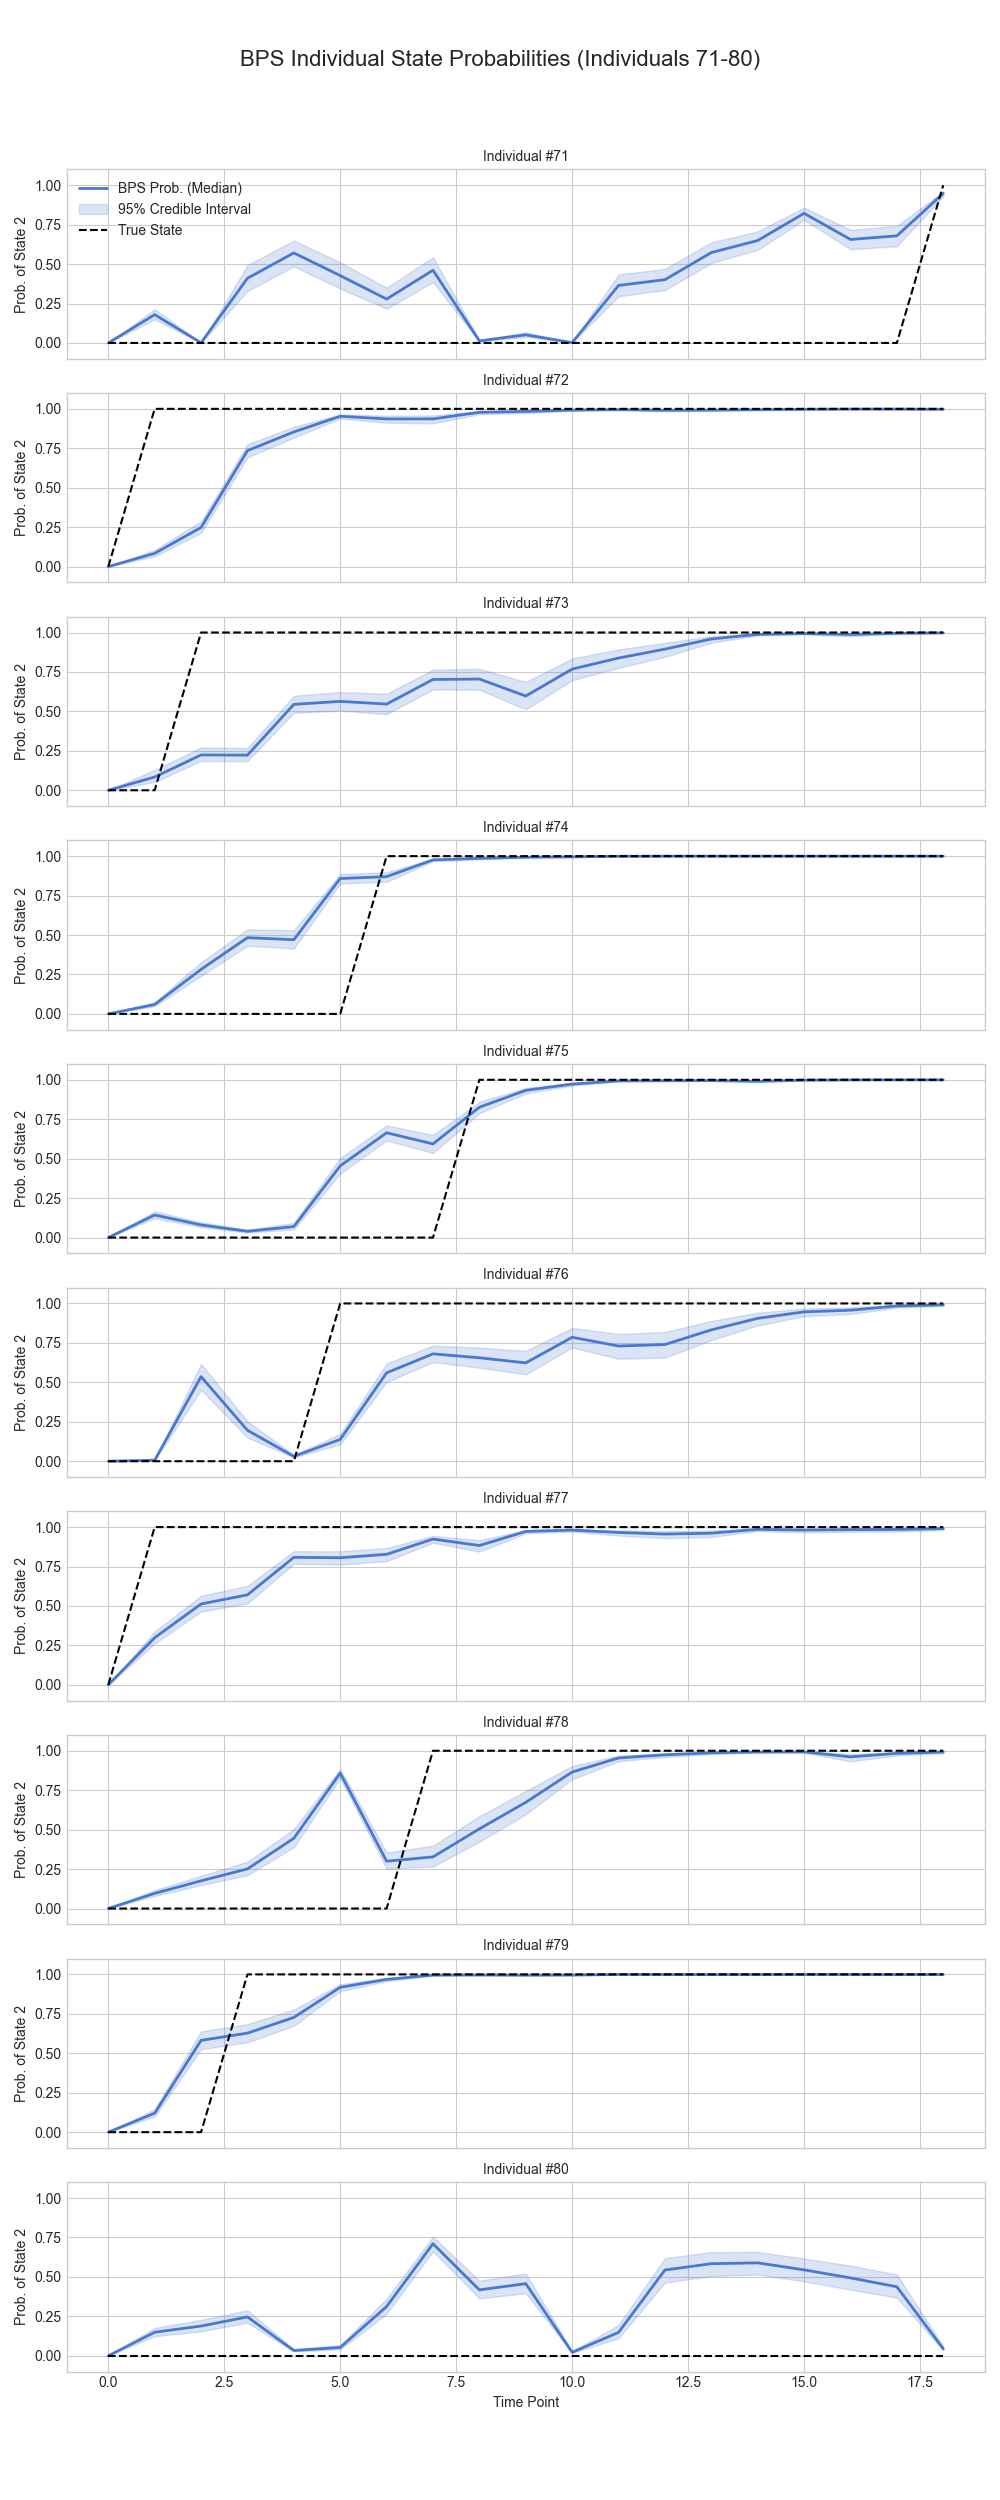 BPS Individual State Probabilities (Individuals 71-80)
Individual #71
BPS Prob. (Median)
95% Credible Interval
True State
Prob. of State 2
1.00
0.75
0.50
0.25
0.00
Individual #72
Prob. of State 2
1.00
0.75
0.50
0.25
0.00
Individual #73
Prob. of State 2
1.00
0.75
0.50
0.25
0.00
Individual #74
Prob. of State 2
1.00
0.75
0.50
0.25
0.00
Individual #75
Prob. of State 2
1.00
0.75
0.50
0.25
0.00
Individual #76
Prob. of State 2
1.00
0.75
0.50
0.25
0.00
Individual #77
Prob. of State 2
1.00
0.75
0.50
0.25
0.00
Individual #78
Prob. of State 2
1.00
0.75
0.50
0.25
0.00
Individual #79
Prob. of State 2
1.00
0.75
0.50
0.25
0.00
Individual #80
Prob. of State 2
1.00
0.75
0.50
0.25
0.00
0.0 2.5 5.0 7.5 10.0 12.5 15.0 17.5
Time Point